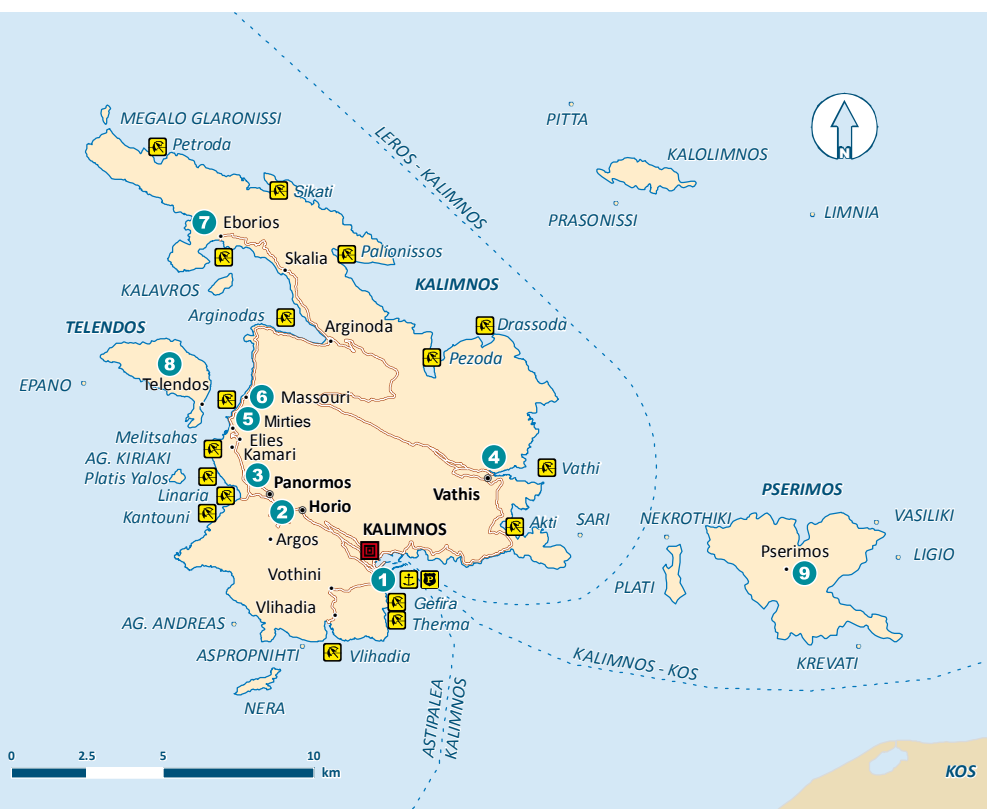 MEGALO GLARONISSI
Petroda
PITTA
LEROS - KALIMNOS
N
KALOLIMNOS
Sikati
PRASONISSI
LIMNIA
7
Eborios
Palionissos
Skalia
KALAVROS
KALIMNOS
Arginodas
TELENDOS
Arginoda
Drassoda
Pezoda
8
Telendos
EPANO
6
Massouri
5
Mirties
Melitsahas
Elies
AG. KIRIAKI
Kamari
4
Vathi
Platis Yalos
3
Panormos
Linaria
Vathis
PSERIMOS
2
Horio
Kantouni
KALIMNOS
Akti
SARI
NEKROTHIKI
VASILIKI
Argos
Pserimos
LIGIO
9
Vothini
1
P
PLATI
Gefira
Vlihadia
Therma
AG. ANDREAS
ASPROPNIHTI
Vlihadia
KALIMNOS - KOS
KREVATI
NERA
ASTIPALEA
KALIMNOS
0
2.5
5
10
km
KOS